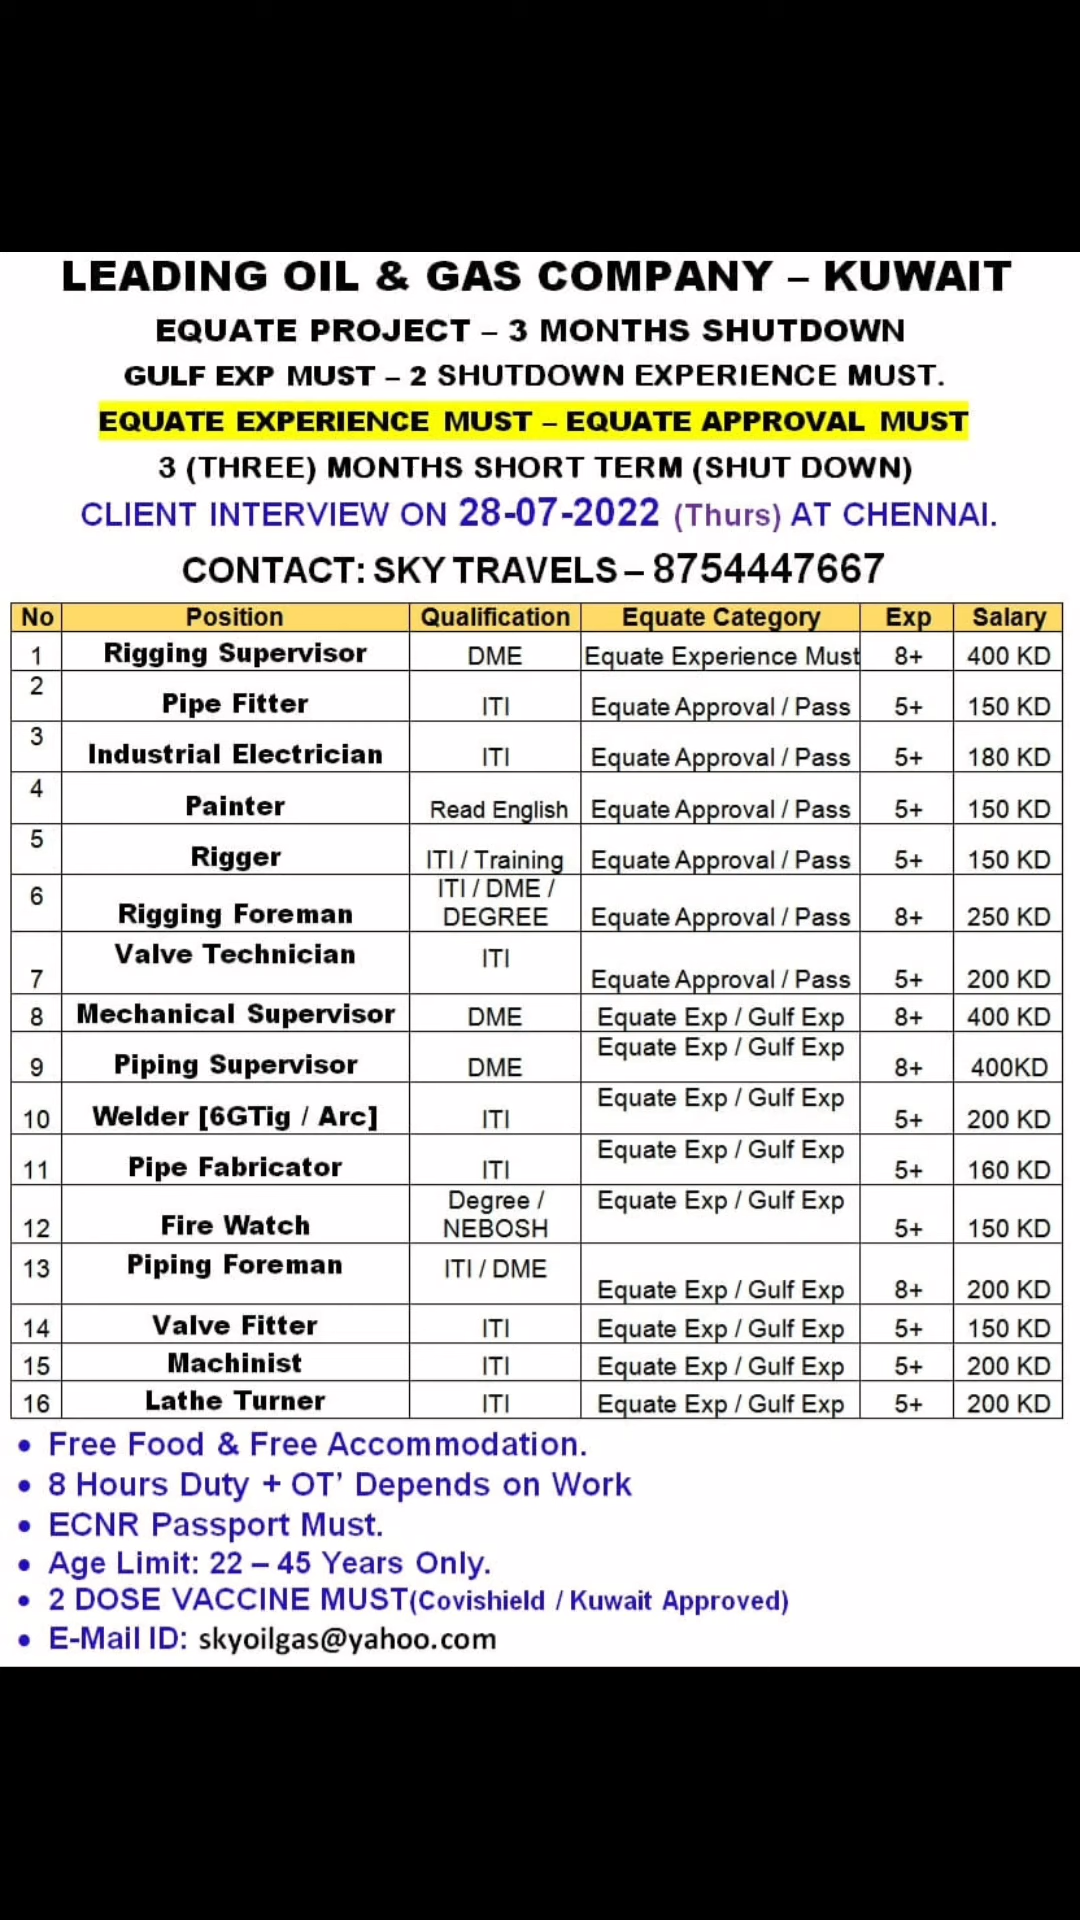 LEADING OIL & GAS COMPANY – KUWAIT
EQUATE PROJECT – 3 MONTHS SHUTDOWN
GULF EXP MUST – 2 SHUTDOWN EXPERIENCE MUST.
EQUATE EXPERIENCE MUST – EQUATE APPROVAL MUST
3 (THREE) MONTHS SHORT TERM (SHUT DOWN)
CLIENT INTERVIEW ON 28-07-2022 (Thurs) AT CHENNAI.
CONTACT: SKY TRAVELS – 8754447667
No Position Qualification Equate Category Exp Salary
1 Rigging Supervisor DME Equate Experience Must 8+ 400 KD
2 Pipe Fitter ITI Equate Approval / Pass 5+ 150 KD
3 Industrial Electrician ITI Equate Approval / Pass 5+ 180 KD
4 Painter Read English Equate Approval / Pass 5+ 150 KD
5 Rigger ITI / Training Equate Approval / Pass 5+ 150 KD
6 Rigging Foreman ITI / DME / DEGREE Equate Approval / Pass 8+ 250 KD
7 Valve Technician ITI Equate Approval / Pass 5+ 200 KD
8 Mechanical Supervisor DME Equate Exp / Gulf Exp 8+ 400 KD
9 Piping Supervisor DME Equate Exp / Gulf Exp 8+ 400KD
10 Welder [6GTig / Arc] ITI Equate Exp / Gulf Exp 5+ 200 KD
11 Pipe Fabricator ITI Equate Exp / Gulf Exp 5+ 160 KD
12 Fire Watch Degree / NEBOSH Equate Exp / Gulf Exp 5+ 150 KD
13 Piping Foreman ITI / DME Equate Exp / Gulf Exp 8+ 200 KD
14 Valve Fitter ITI Equate Exp / Gulf Exp 5+ 150 KD
15 Machinist ITI Equate Exp / Gulf Exp 5+ 200 KD
16 Lathe Turner ITI Equate Exp / Gulf Exp 5+ 200 KD
• Free Food & Free Accommodation.
• 8 Hours Duty + OT’ Depends on Work
• ECNR Passport Must.
• Age Limit: 22 – 45 Years Only.
• 2 DOSE VACCINE MUST(Covishield / Kuwait Approved)
• E-Mail ID: skyoilgas@yahoo.com